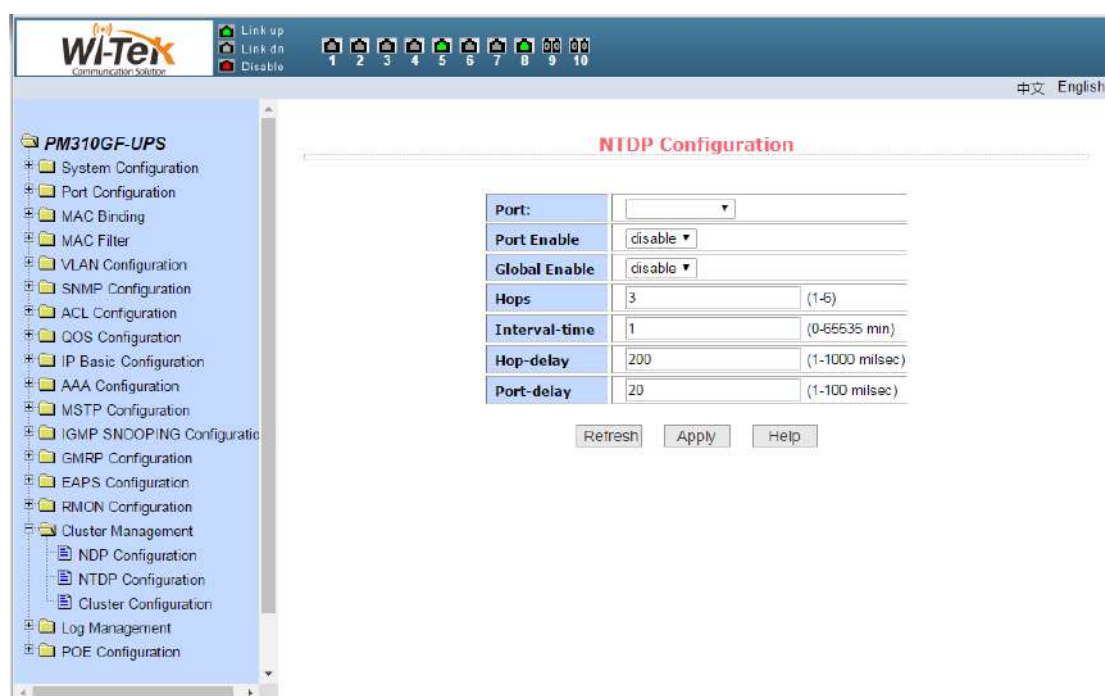 WI-TEK
Communication Solution
Link up
Link dn
Disable
1 2 3 4 5 6 7 8 9 10
中文 English
PM310GF-UPS
System Configuration
Port Configuration
MAC Binding
MAC Filter
VLAN Configuration
SNMP Configuration
ACL Configuration
QOS Configuration
IP Basic Configuration
AAA Configuration
MSTP Configuration
IGMP SNOOPING Configuratio
GMRP Configuration
EAPS Configuration
RMON Configuration
Cluster Management
NDP Configuration
NTDP Configuration
Cluster Configuration
Log Management
POE Configuration
NTDP Configuration
Port:
Port Enable disable
Global Enable disable
Hops 3 (1-6)
Interval-time 1 (0-65535 min)
Hop-delay 200 (1-1000 milsec)
Port-delay 20 (1-100 milsec)
Refresh Apply Help